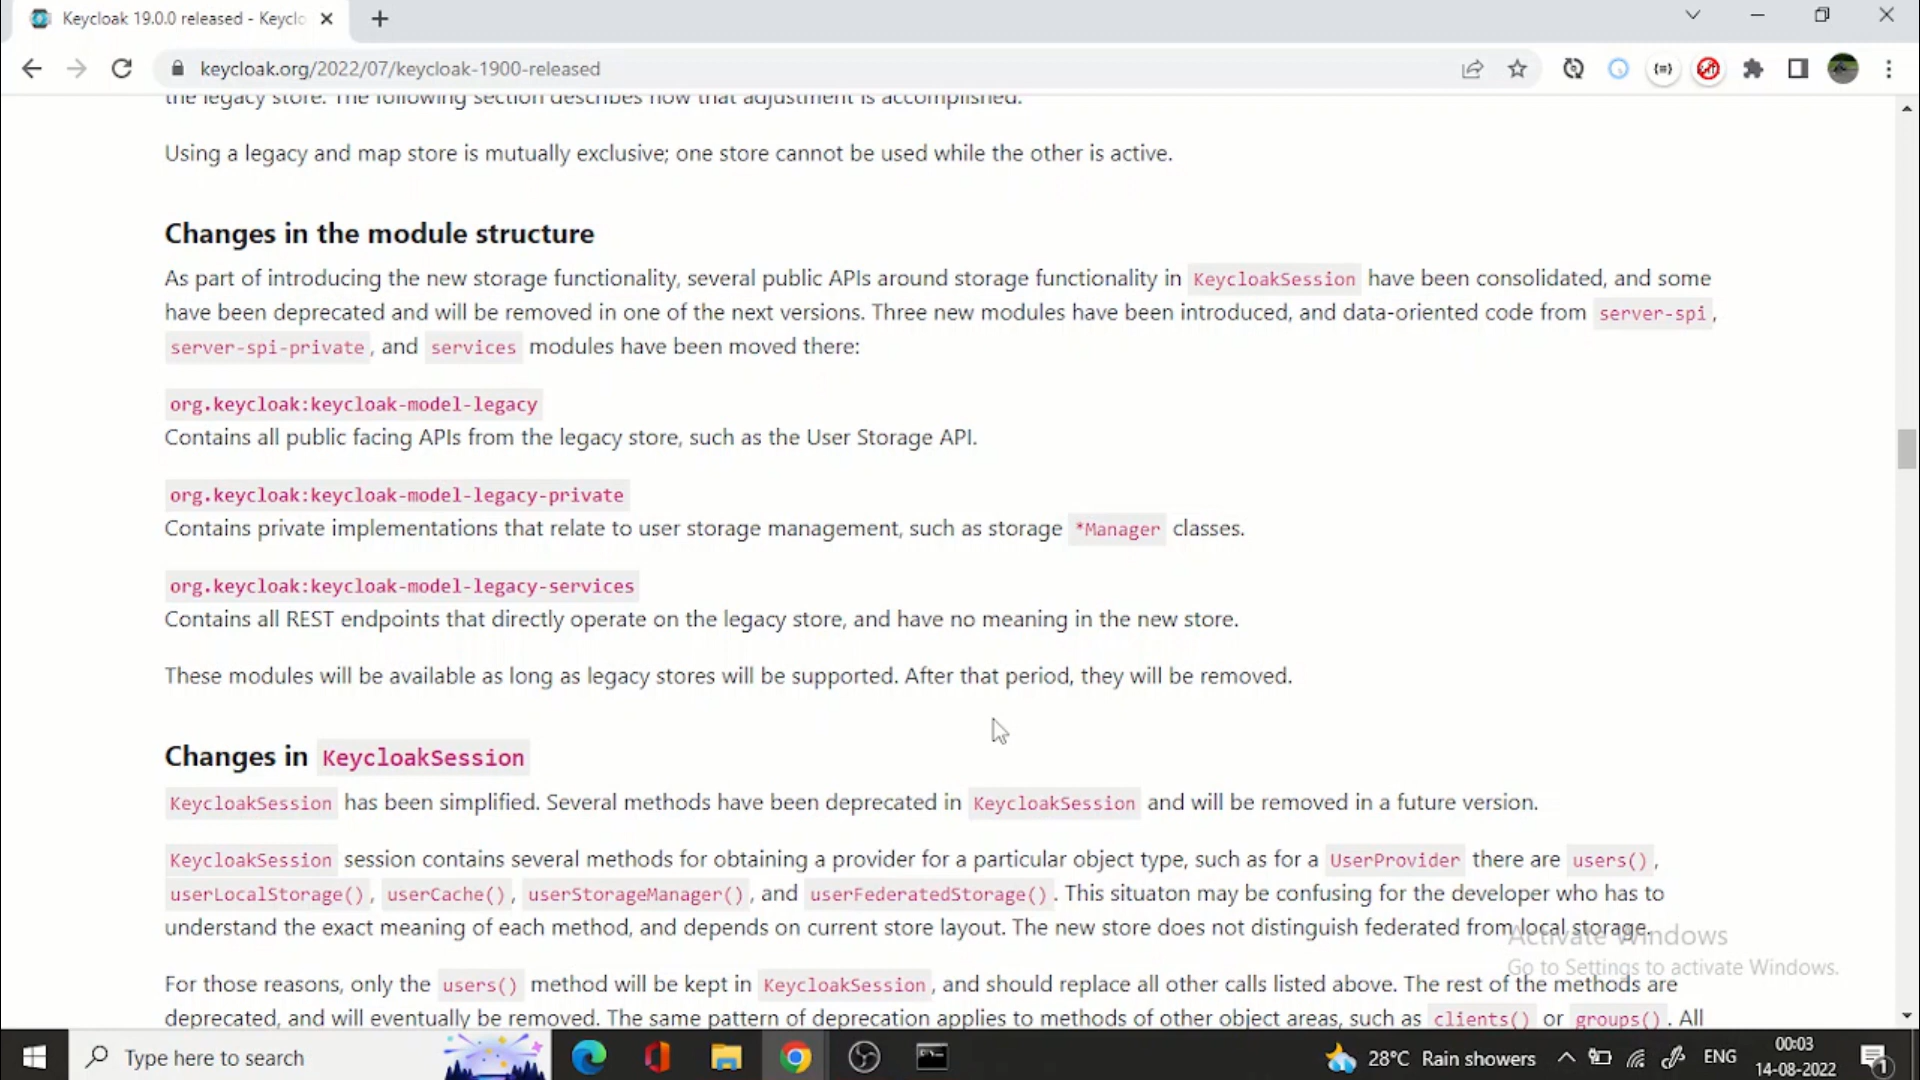 Keycloak 19.0.0 released - Keyclo
keycloak.org/2022/07/keycloak-1900-released
the legacy store. The following section describes how that adjustment is accomplished.
Using a legacy and map store is mutually exclusive; one store cannot be used while the other is active.
Changes in the module structure
As part of introducing the new storage functionality, several public APIs around storage functionality in KeycloakSession have been consolidated, and some
have been deprecated and will be removed in one of the next versions. Three new modules have been introduced, and data-oriented code from server-spi,
server-spi-private, and services modules have been moved there:
org.keycloak:keycloak-model-legacy
Contains all public facing APIs from the legacy store, such as the User Storage API.
org.keycloak:keycloak-model-legacy-private
Contains private implementations that relate to user storage management, such as storage *Manager classes.
org.keycloak:keycloak-model-legacy-services
Contains all REST endpoints that directly operate on the legacy store, and have no meaning in the new store.
These modules will be available as long as legacy stores will be supported. After that period, they will be removed.
Changes in KeycloakSession
KeycloakSession has been simplified. Several methods have been deprecated in KeycloakSession and will be removed in a future version.
KeycloakSession session contains several methods for obtaining a provider for a particular object type, such as for a UserProvider there are users(),
userLocalStorage(), userCache(), userStorageManager(), and userFederatedStorage(). This situaton may be confusing for the developer who has to
understand the exact meaning of each method, and depends on current store layout. The new store does not distinguish federated from local storage.
Activate Windows
Go to Settings to activate Windows.
For those reasons, only the users() method will be kept in KeycloakSession, and should replace all other calls listed above. The rest of the methods are
deprecated, and will eventually be removed. The same pattern of deprecation applies to methods of other object areas, such as clients() or groups(). All
Type here to search
28°C Rain showers
ENG
00:03
14-08-2022
1